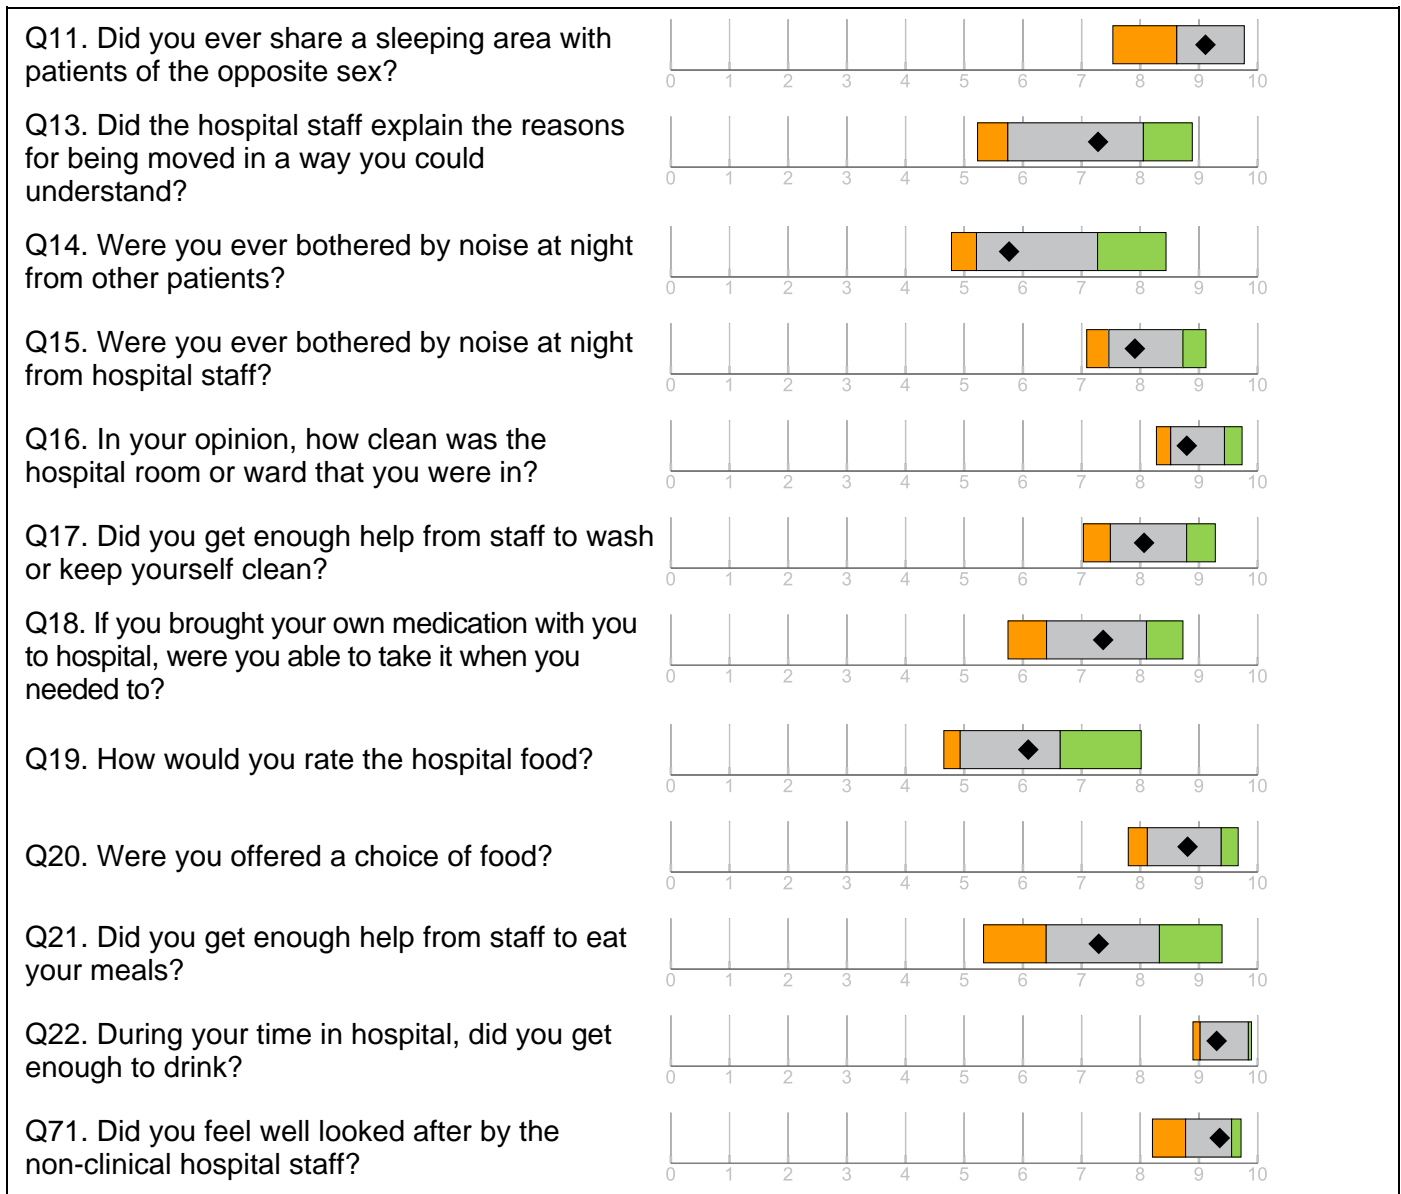 Q11. Did you ever share a sleeping area with
patients of the opposite sex?
0 1 2 3 4 5 6 7 8 9 10
Q13. Did the hospital staff explain the reasons
for being moved in a way you could
understand?
0 1 2 3 4 5 6 7 8 9 10
Q14. Were you ever bothered by noise at night
from other patients?
0 1 2 3 4 5 6 7 8 9 10
Q15. Were you ever bothered by noise at night
from hospital staff?
0 1 2 3 4 5 6 7 8 9 10
Q16. In your opinion, how clean was the
hospital room or ward that you were in?
0 1 2 3 4 5 6 7 8 9 10
Q17. Did you get enough help from staff to wash
or keep yourself clean?
0 1 2 3 4 5 6 7 8 9 10
Q18. If you brought your own medication with you
to hospital, were you able to take it when you
needed to?
0 1 2 3 4 5 6 7 8 9 10
Q19. How would you rate the hospital food?
0 1 2 3 4 5 6 7 8 9 10
Q20. Were you offered a choice of food?
0 1 2 3 4 5 6 7 8 9 10
Q21. Did you get enough help from staff to eat
your meals?
0 1 2 3 4 5 6 7 8 9 10
Q22. During your time in hospital, did you get
enough to drink?
0 1 2 3 4 5 6 7 8 9 10
Q71. Did you feel well looked after by the
non-clinical hospital staff?
0 1 2 3 4 5 6 7 8 9 10